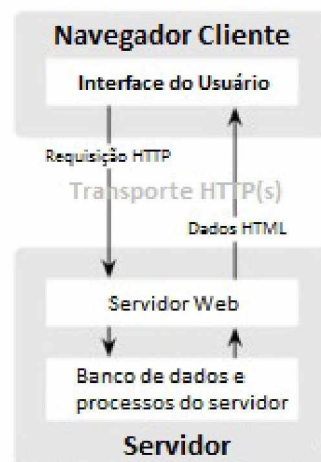 Navegador Cliente
Interface do Usuário
Requisição HTTP
Transporte HTTP(s)
Dados HTML
Servidor Web
Banco de dados e
processos do servidor
Servidor